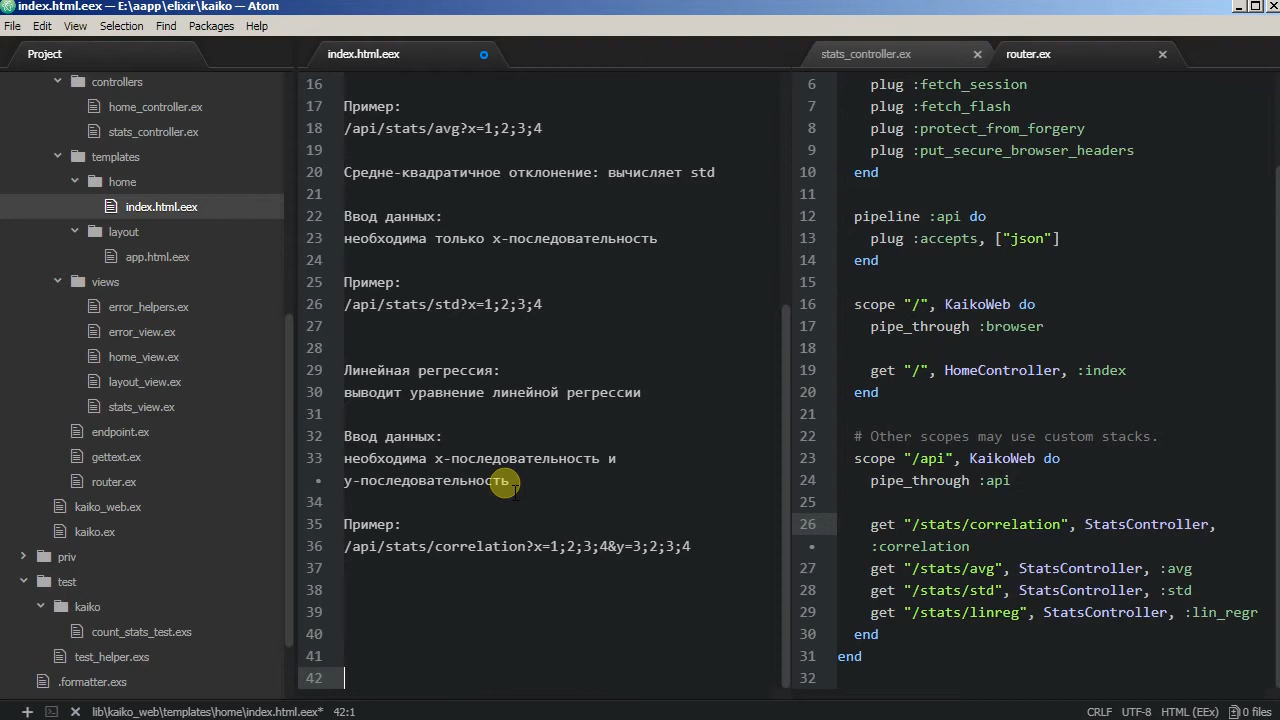 index.html.eex — E:\aapp\elixir\kaiko — Atom
File Edit View Selection Find Packages Help
Project
controllers
home_controller.ex
stats_controller.ex
templates
home
index.html.eex
layout
app.html.eex
views
error_helpers.ex
error_view.ex
home_view.ex
layout_view.ex
stats_view.ex
endpoint.ex
gettext.ex
router.ex
kaiko_web.ex
kaiko.ex
priv
test
kaiko
count_stats_test.exs
test_helper.exs
.formatter.exs
index.html.eex
16
17 Пример:
18 /api/stats/avg?x=1;2;3;4
19
20 Средне-квадратичное отклонение: вычисляет std
21
22 Ввод данных:
23 необходима только x-последовательность
24
25 Пример:
26 /api/stats/std?x=1;2;3;4
27
28
29 Линейная регрессия:
30 выводит уравнение линейной регрессии
31
32 Ввод данных:
33 необходима x-последовательность и
• y-последовательность
34
35 Пример:
36 /api/stats/correlation?x=1;2;3;4&y=3;2;3;4
37
38
39
40
41
42
stats_controller.ex
router.ex
6 plug :fetch_session
7 plug :fetch_flash
8 plug :protect_from_forgery
9 plug :put_secure_browser_headers
10 end
11
12 pipeline :api do
13 plug :accepts, ["json"]
14 end
15
16 scope "/", KaikoWeb do
17 pipe_through :browser
18
19 get "/", HomeController, :index
20 end
21
22 # Other scopes may use custom stacks.
23 scope "/api", KaikoWeb do
24 pipe_through :api
25
26 get "/stats/correlation", StatsController,
• :correlation
27 get "/stats/avg", StatsController, :avg
28 get "/stats/std", StatsController, :std
29 get "/stats/linreg", StatsController, :lin_regr
30 end
31 end
32
lib\kaiko_web\templates\home\index.html.eex* 42:1
CRLF UTF-8 HTML (EEx) 0 files